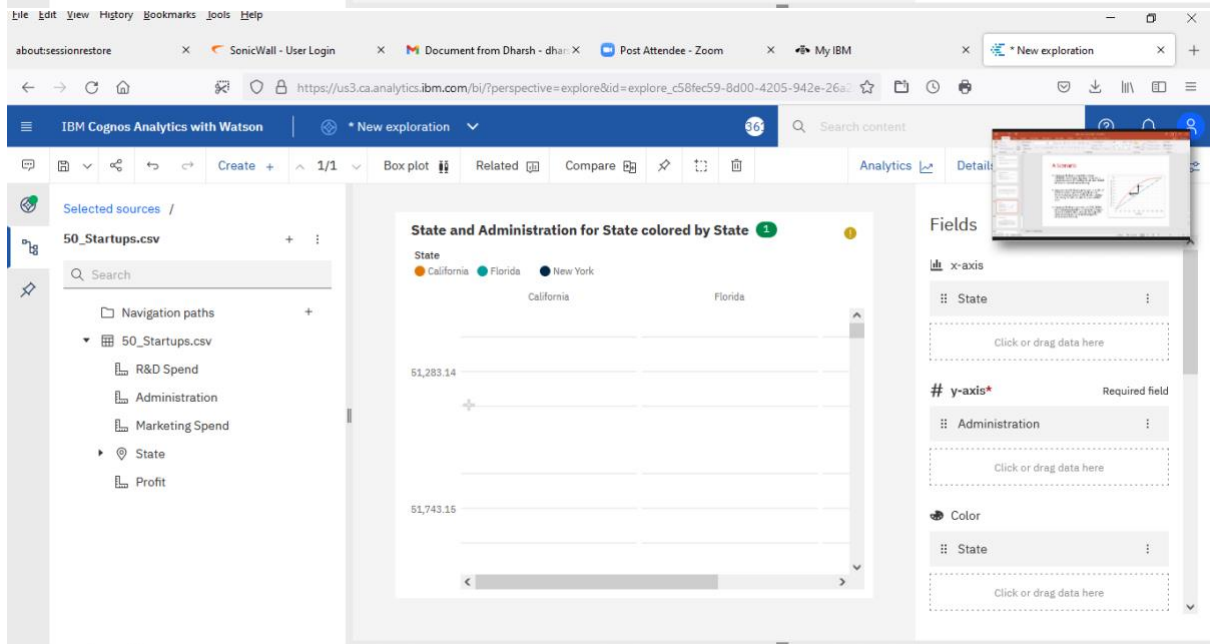 File Edit View History Bookmarks Tools Help
about:sessionrestore SonicWall - User Login Document from Dharsh - dhar Post Attendee - Zoom My IBM * New exploration
https://us3.ca.analytics.ibm.com/bi/?perspective=explore&id=explore_c58fec59-8d00-4205-942e-26a2
IBM Cognos Analytics with Watson * New exploration 363 Search content
Create + 1/1 Box plot Related Compare Analytics Details
Selected sources /
50_Startups.csv
Search
Navigation paths
50_Startups.csv
R&D Spend
Administration
Marketing Spend
State
Profit
State and Administration for State colored by State 1
State
California Florida New York
California Florida
51,283.14
51,743.15
Fields
x-axis
State
Click or drag data here
# y-axis* Required field
Administration
Click or drag data here
Color
State
Click or drag data here